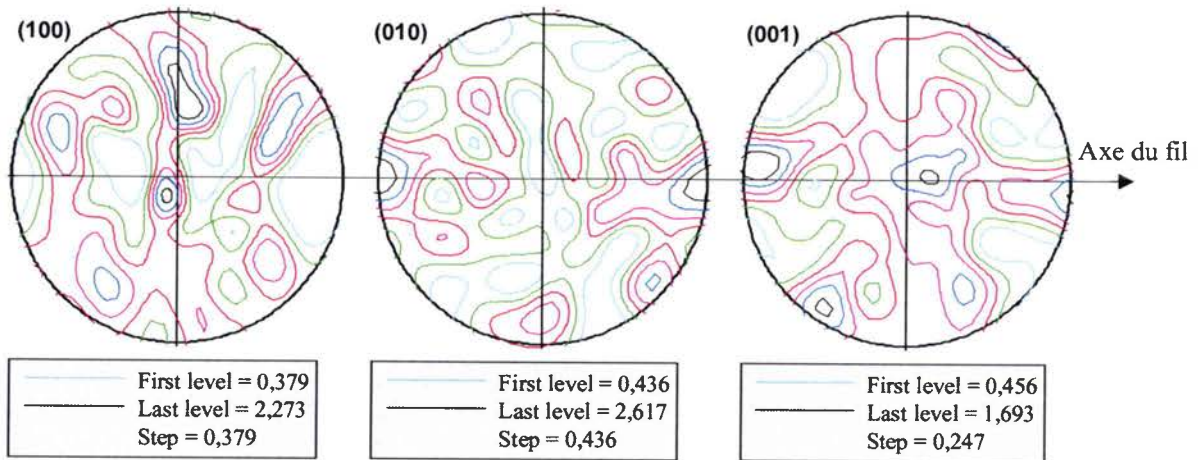 (100)
(010)
(001)
Axe du fil
First level = 0,379
Last level = 2,273
Step = 0,379
First level = 0,436
Last level = 2,617
Step = 0,436
First level = 0,456
Last level = 1,693
Step = 0,247